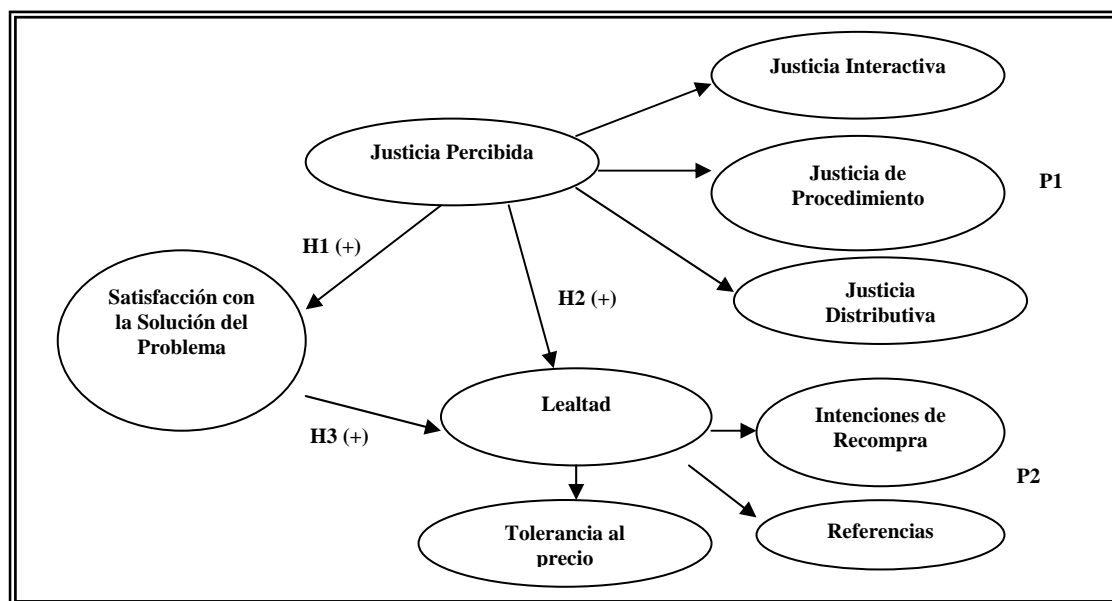 Justicia Interactiva
Justicia Percibida
Justicia de
Procedimiento
P1
H1 (+)
H2 (+)
Satisfacción con
la Solución del
Problema
Justicia
Distributiva
Lealtad
Intenciones de
Recompra
H3 (+)
P2
Tolerancia al
precio
Referencias